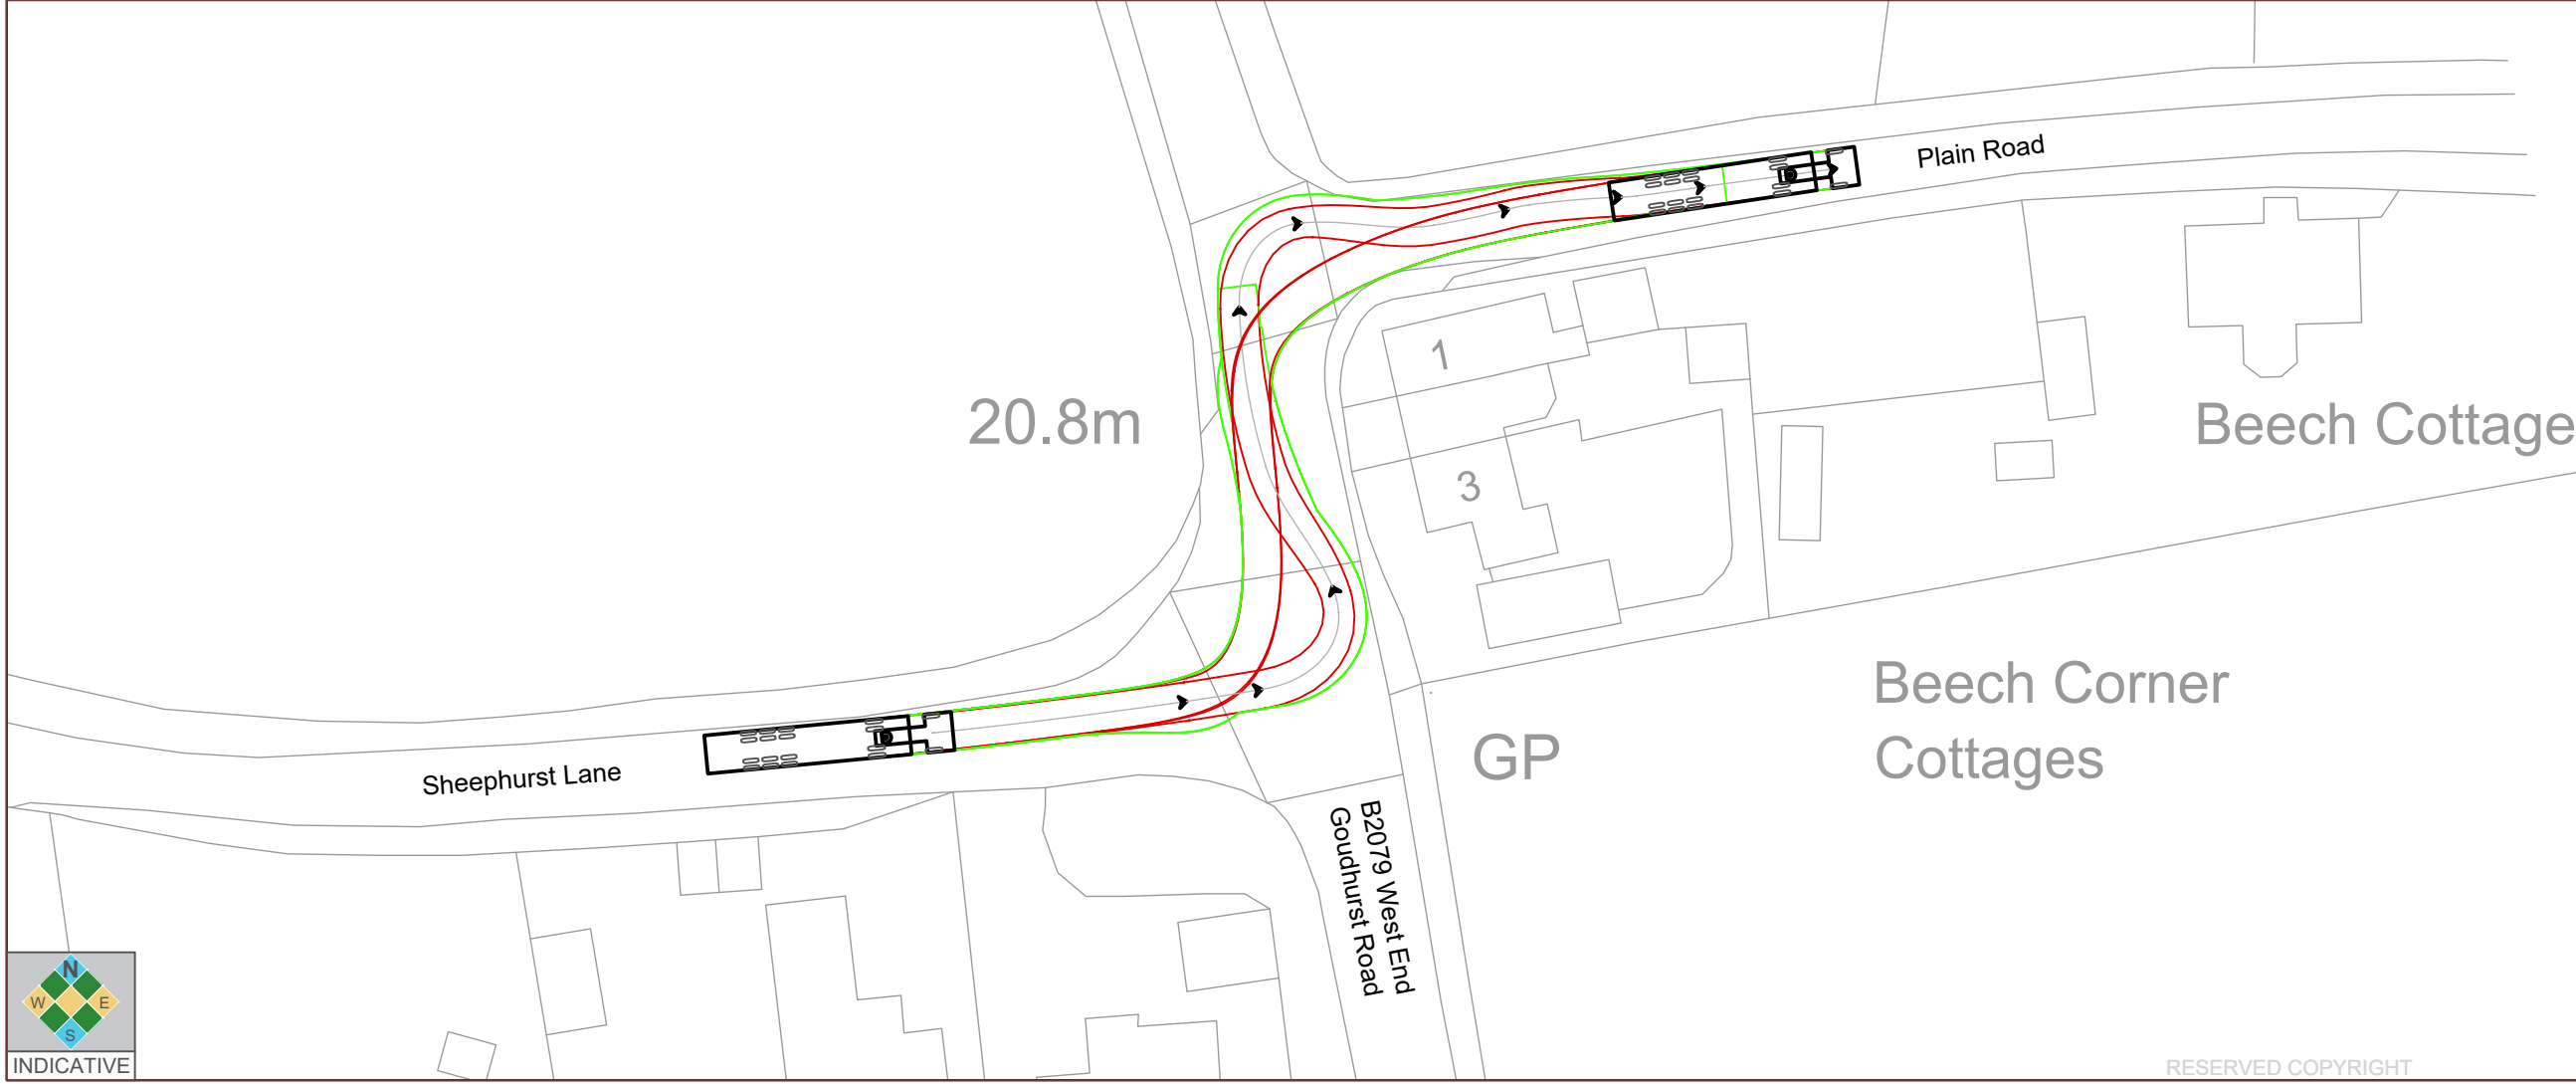 Plain Road
20.8m
1
3
Beech Cottage
Beech Corner
Cottages
GP
Sheephurst Lane
B2079 West End
Goudhurst Road
N
W
E
S
INDICATIVE
RESERVED COPYRIGHT